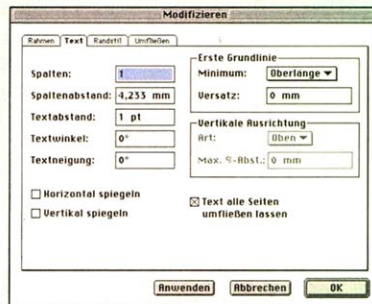 Modifizieren
Rahmen Text Randstil Umfließen
Spalten: 1
Spaltenabstand: 4,233 mm
Textabstand: 1 pt
Textwinkel: 0°
Textneigung: 0°
Horizontal spiegeln
Vertikal spiegeln
Erste Grundlinie
Minimum: Oberlänge
Versatz: 0 mm
Vertikale Ausrichtung
Art: Oben
Max. ¶-Abst.: 0 mm
Text alle Seiten
umfließen lassen
Anwenden Abbrechen OK